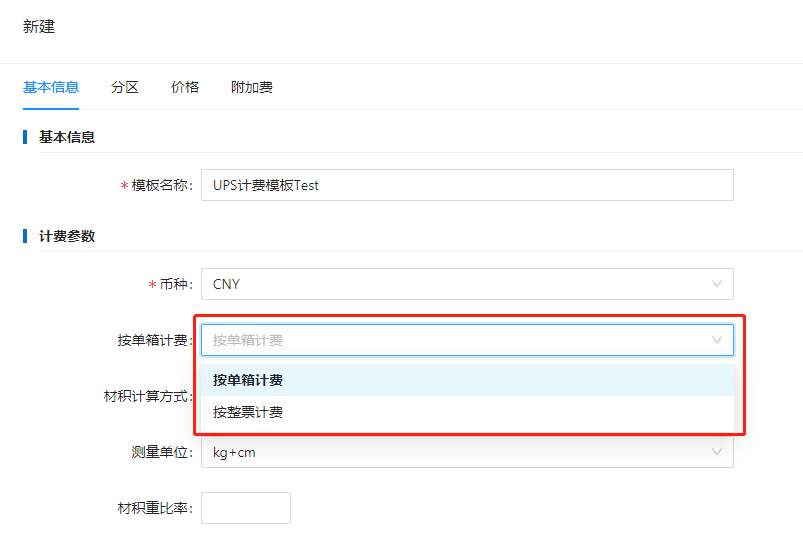 新建
基本信息 分区 价格 附加费
基本信息
*模板名称: UPS计费模板Test
计费参数
*币种: CNY
按单箱计费: 按单箱计费
按单箱计费
材积计算方式:
按整票计费
测量单位: kg+cm
材积重比率: